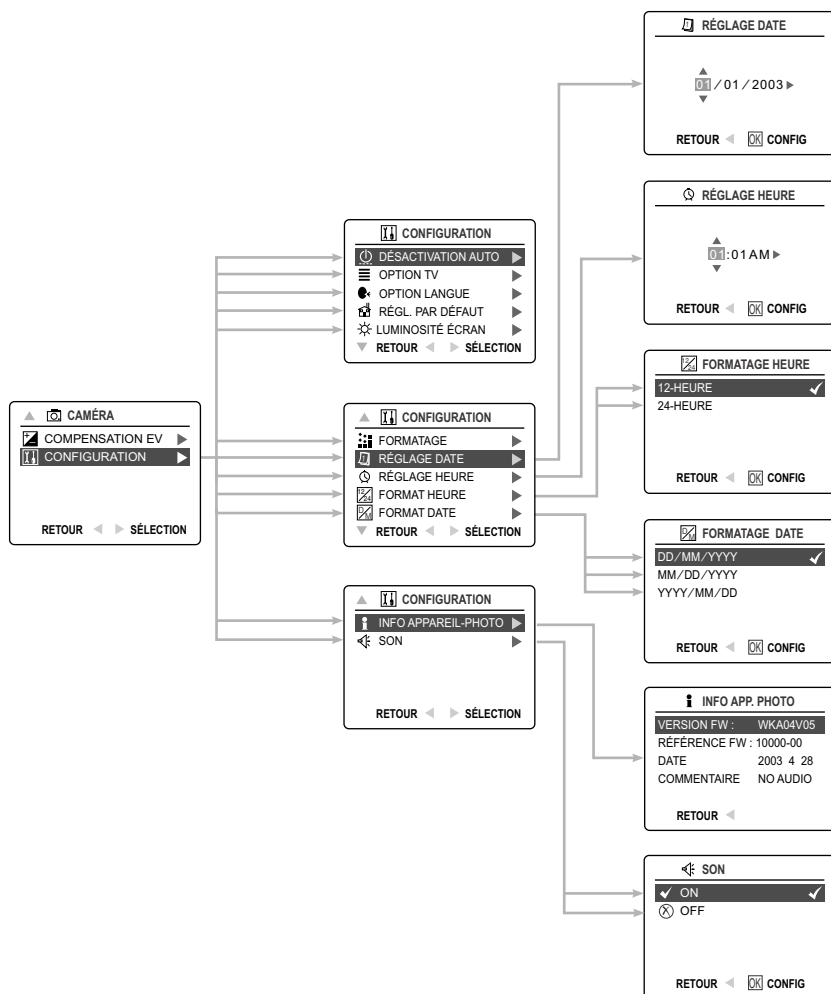 RÉGLAGE DATE
01/01/2003
RETOUR OK CONFIG
RÉGLAGE HEURE
01:01AM
RETOUR OK CONFIG
CONFIGURATION
DÉSACTIVATION AUTO
OPTION TV
OPTION LANGUE
RÉGL. PAR DÉFAUT
LUMINOSITÉ ÉCRAN
RETOUR SÉLECTION
FORMATAGE HEURE
12-HEURE
24-HEURE
RETOUR OK CONFIG
CAMÉRA
COMPENSATION EV
CONFIGURATION
RETOUR SÉLECTION
CONFIGURATION
FORMATAGE
RÉGLAGE DATE
RÉGLAGE HEURE
12/24 FORMAT HEURE
D/M FORMAT DATE
RETOUR SÉLECTION
D/M FORMATAGE DATE
DD/MM/YYYY
MM/DD/YYYY
YYYY/MM/DD
RETOUR OK CONFIG
CONFIGURATION
INFO APPAREIL-PHOTO
SON
RETOUR SÉLECTION
INFO APP. PHOTO
VERSION FW : WKA04V05
RÉFÉRENCE FW : 10000-00
DATE 2003 4 28
COMMENTAIRE NO AUDIO
RETOUR
SON
ON
OFF
RETOUR OK CONFIG